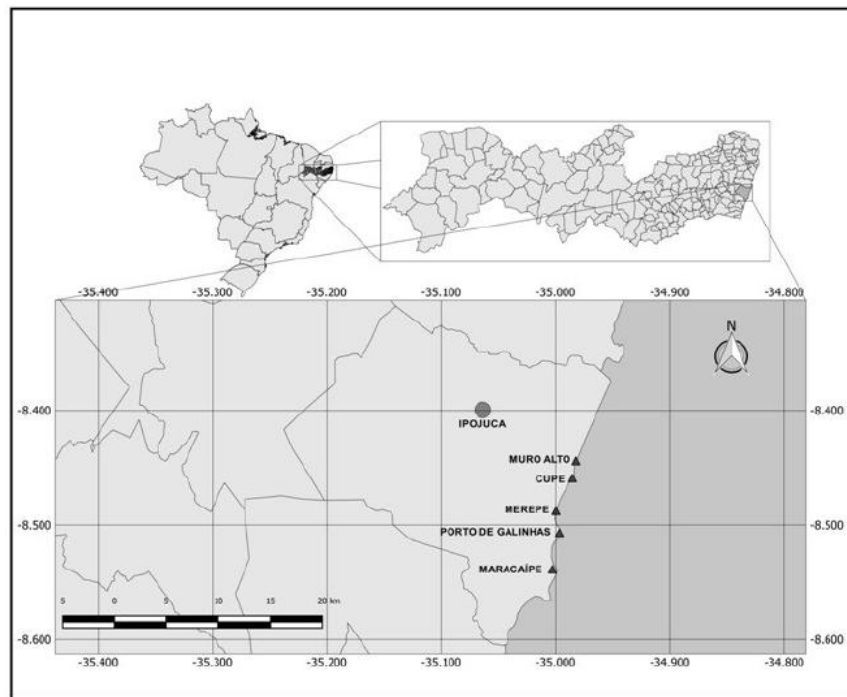 -35.400 -35.300 -35.200 -35.100 -35.000 -34.900 -34.800
N
-8.400 -8.400
IPOJUCA
MURO ALTO
CUPE
MEREPE
-8.500 -8.500
PORTO DE GALINHAS
MARACAÍPE
5 0 5 10 15 20 km
-8.600 -8.600
-35.400 -35.300 -35.200 -35.100 -35.000 -34.900 -34.800